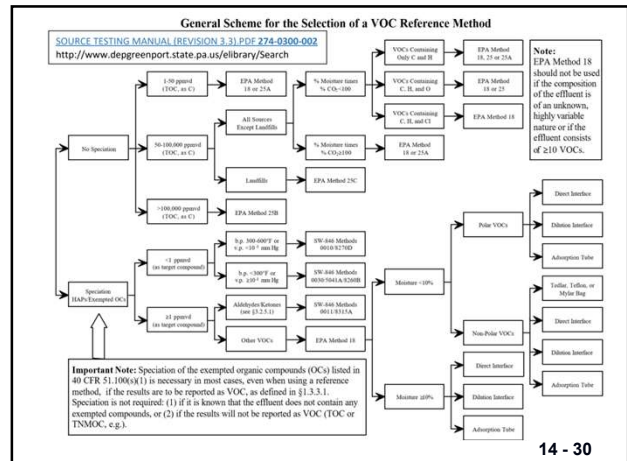 General Scheme for the Selection of a VOC Reference Method
SOURCE TESTING MANUAL (REVISION 3.3).PDF 274-0300-002
http://www.depgreenport.state.pa.us/elibrary/Search
No Speciation
1-50 ppmvd
(TOC, as C)
EPA Method
18 or 25A
50-100,000 ppmvd
(TOC, as C)
All Sources
Except Landfills
% Moisture times
% CO₂<100
VOCs Containing
Only C and H
EPA Method
18, 25 or 25A
VOCs Containing
C, H, and O
EPA Method
18 or 25
VOCs Containing
C, H, and Cl
EPA Method 18
% Moisture times
% CO₂≥100
EPA Method
18 or 25A
Landfills
EPA Method 25C
>100,000 ppmvd
(TOC, as C)
EPA Method 25B
Note:
EPA Method 18
should not be used
if the composition
of the effluent is
of an unknown,
highly variable
nature or if the
effluent consists
of ≥10 VOCs.
Speciation
HAPs/Exempted OCs
<1 ppmvd
(as target compound)
b.p. 300-600°F or
SW-846 Methods
0010/8270D
b.p. <300°F or
SW-846 Methods
0030/5041A/8260B
≥1 ppmvd
(as target compound)
Aldehydes/Ketones
(see §3.2.5.1)
SW-846 Methods
0011/8315A
Other VOCs
EPA Method 18
Moisture <10%
Polar VOCs
Direct Interface
Dilution Interface
Adsorption Tube
Non-Polar VOCs
Tedlar, Teflon, or
Mylar Bag
Direct Interface
Dilution Interface
Adsorption Tube
Moisture ≥10%
Direct Interface
Dilution Interface
Adsorption Tube
Important Note: Speciation of the exempted organic compounds (OCs) listed in
40 CFR 51.100(s)(1) is necessary in most cases, even when using a reference
method, if the results are to be reported as VOC, as defined in §1.3.3.1.
Speciation is not required: (1) if it is known that the effluent does not contain any
exempted compounds, or (2) if the results will not be reported as VOC (TOC or
TNMOC, e.g.).
14 - 30